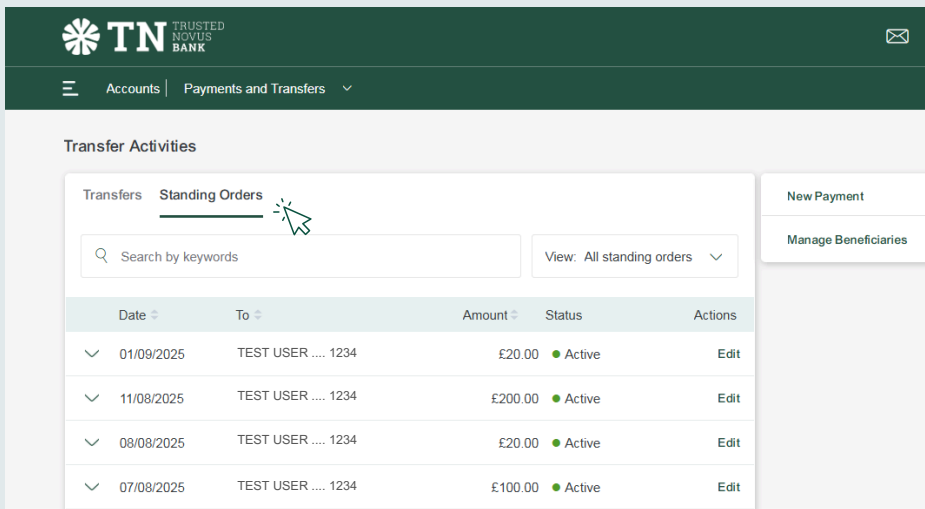 TN TRUSTED
NOVUS
BANK
Accounts Payments and Transfers
Transfer Activities
Transfers Standing Orders
New Payment
Search by keywords View: All standing orders
Manage Beneficiaries
Date To Amount Status Actions
01/09/2025 TEST USER .... 1234 £20.00 Active Edit
11/08/2025 TEST USER .... 1234 £200.00 Active Edit
08/08/2025 TEST USER .... 1234 £20.00 Active Edit
07/08/2025 TEST USER .... 1234 £100.00 Active Edit